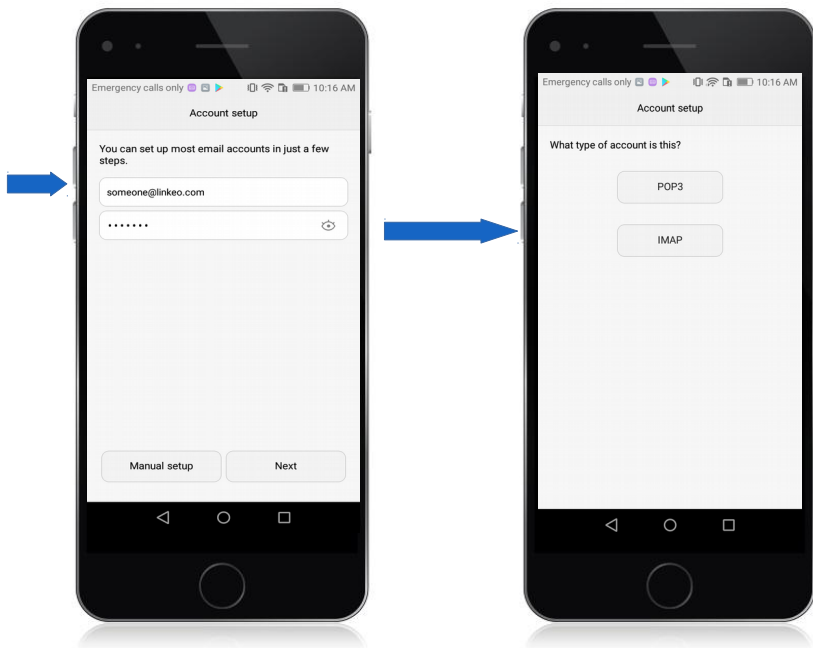 Emergency calls only 10:16 AM
Account setup
You can set up most email accounts in just a few
steps.
someone@linkeo.com
•••••••
Manual setup
Next
Emergency calls only 10:16 AM
Account setup
What type of account is this?
POP3
IMAP